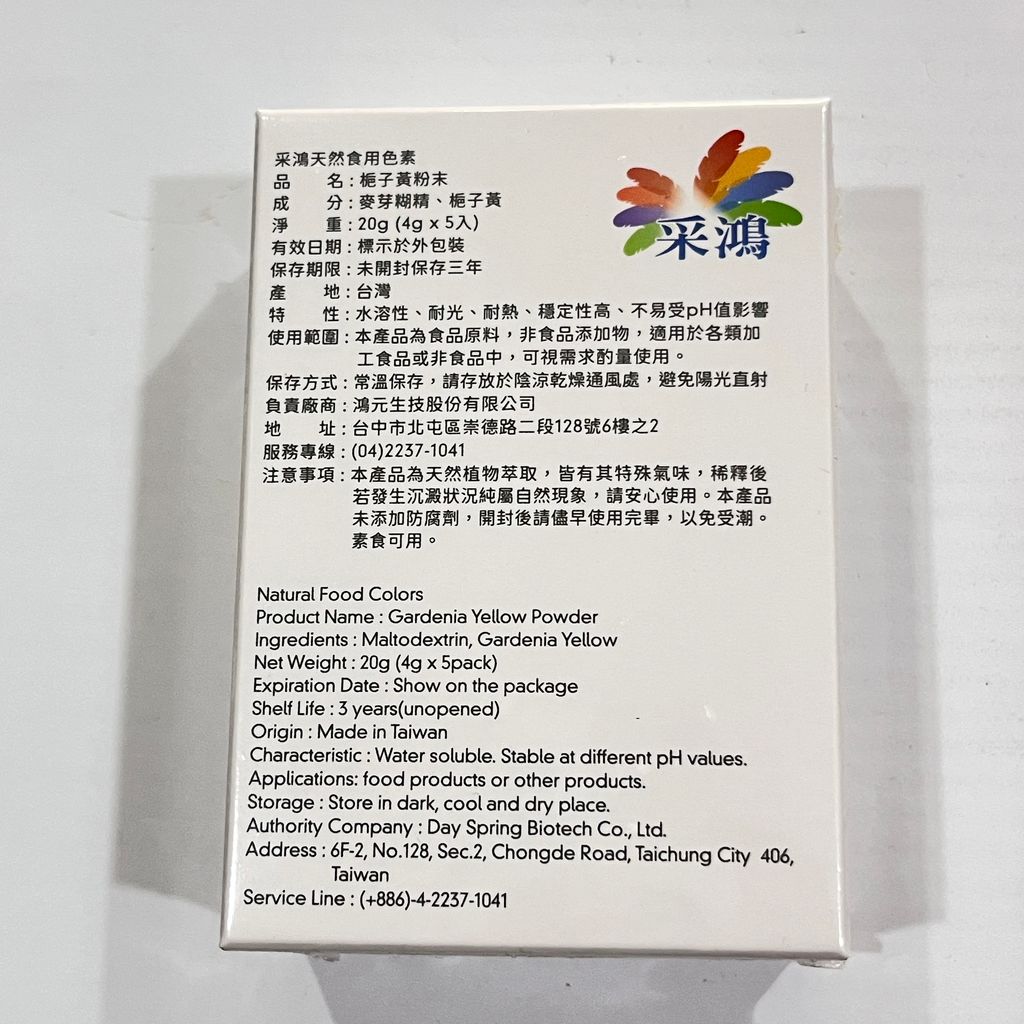 采鴻
采鴻天然食用色素
品 名：梔子黃粉末
成 分：麥芽糊精、梔子黃
淨 重：20g (4g x 5入)
有效日期：標示於外包裝
保存期限：未開封保存三年
產 地：台灣
特 性：水溶性、耐光、耐熱、穩定性高、不易受pH值影響
使用範圍：本產品為食品原料，非食品添加物，適用於各類加
工食品或非食品中，可視需求酌量使用。
保存方式：常溫保存，請存放於陰涼乾燥通風處，避免陽光直射
負責廠商：鴻元生技股份有限公司
地 址：台中市北屯區崇德路二段128號6樓之2
服務專線：(04)2237-1041
注意事項：本產品為天然植物萃取，皆有其特殊氣味，稀釋後
若發生沉澱狀況純屬自然現象，請安心使用。本產品
未添加防腐劑，開封後請儘早使用完畢，以免受潮。
素食可用。
Natural Food Colors
Product Name : Gardenia Yellow Powder
Ingredients : Maltodextrin, Gardenia Yellow
Net Weight : 20g (4g x 5pack)
Expiration Date : Show on the package
Shelf Life : 3 years(unopened)
Origin : Made in Taiwan
Characteristic : Water soluble. Stable at different pH values.
Applications: food products or other products.
Storage : Store in dark, cool and dry place.
Authority Company : Day Spring Biotech Co., Ltd.
Address : 6F-2, No.128, Sec.2, Chongde Road, Taichung City 406,
Taiwan
Service Line : (+886)-4-2237-1041